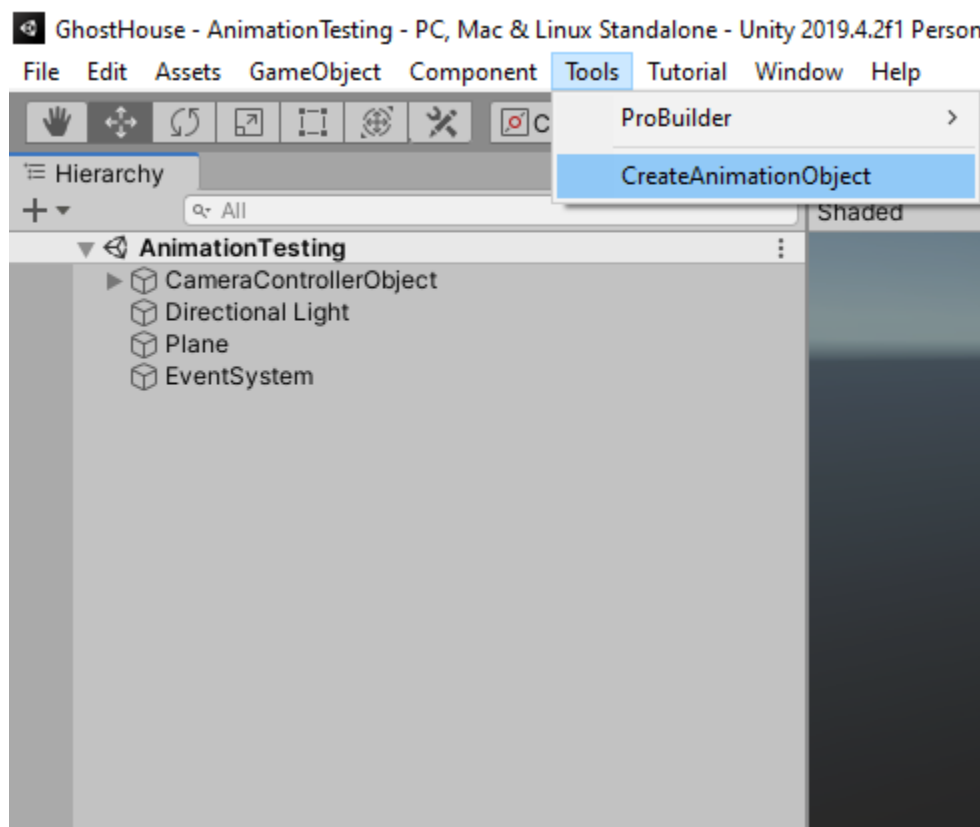 GhostHouse - AnimationTesting - PC, Mac & Linux Standalone - Unity 2019.4.2f1 Person
File Edit Assets GameObject Component Tools Tutorial Window Help
C
ProBuilder
CreateAnimationObject
Hierarchy
All
Shaded
AnimationTesting
CameraControllerObject
Directional Light
Plane
EventSystem